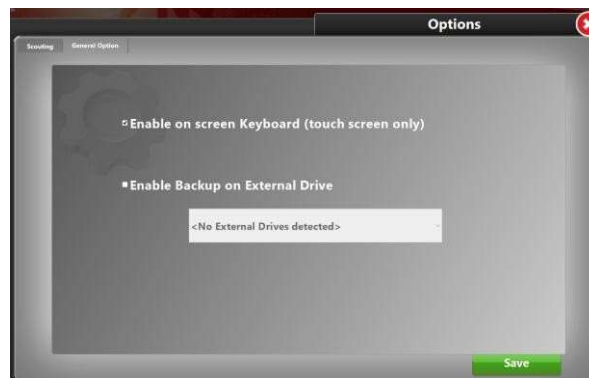 Options
Scouting
General Option
Enable on screen Keyboard (touch screen only)
Enable Backup on External Drive
<No External Drives detected>
Save